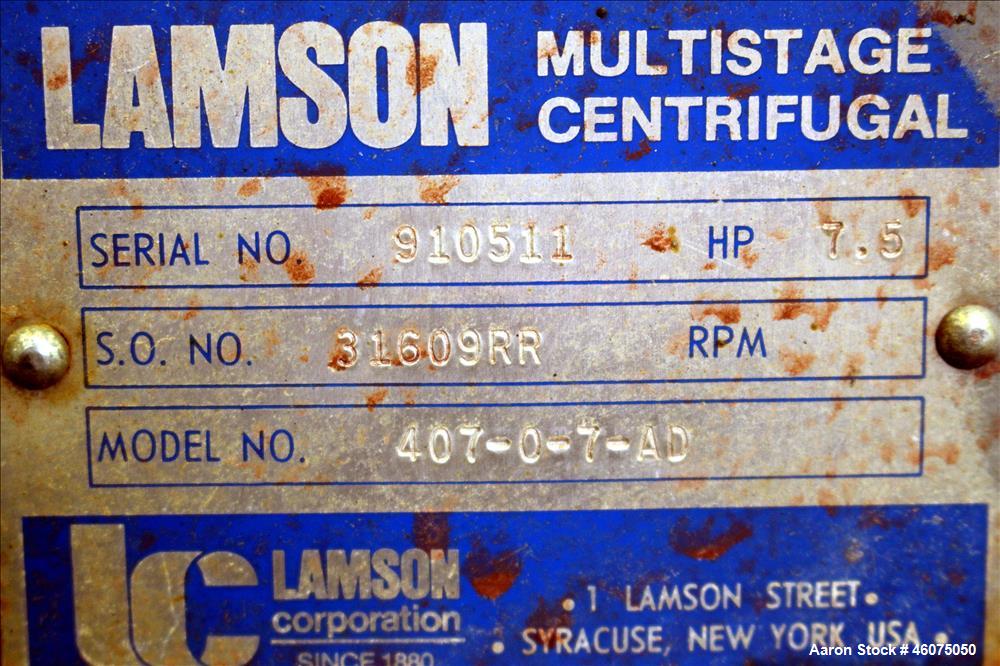 LAMSON
MULTISTAGE
CENTRIFUGAL
SERIAL NO. 910511 HP 7.5
S.O. NO. 31609RR RPM
MODEL NO. 407-0-7-AD
LC
LAMSON
corporation
SINCE 1880
• 1 LAMSON STREET •
• SYRACUSE, NEW YORK USA •
Aaron Stock # 46075050